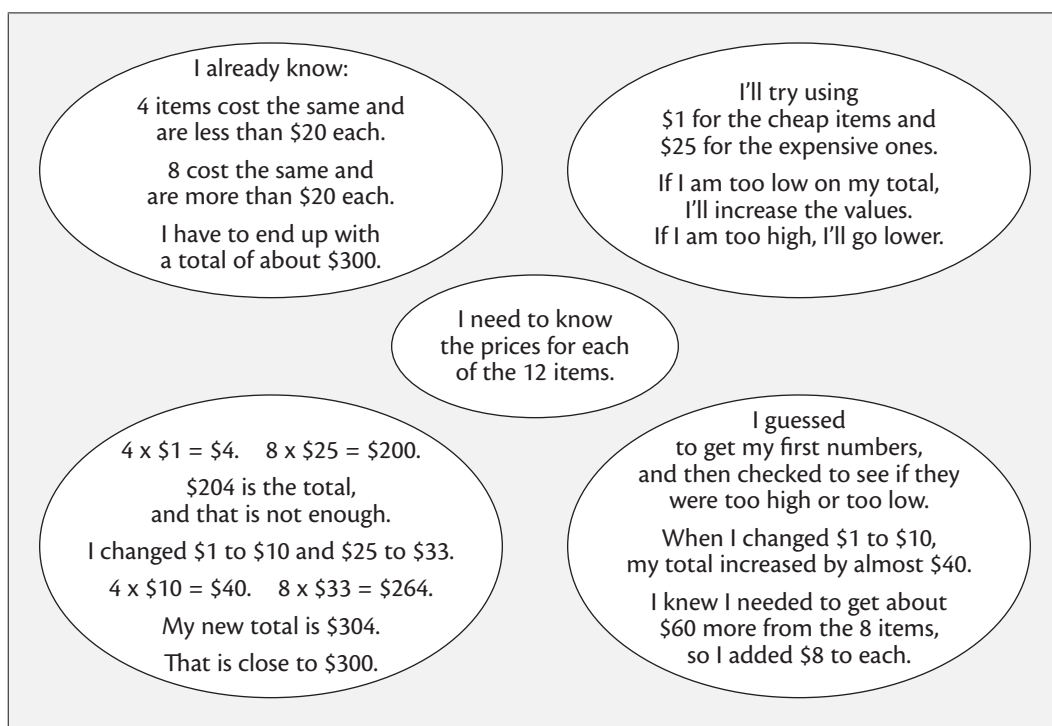 I already know:
4 items cost the same and
are less than $20 each.
8 cost the same and
are more than $20 each.
I have to end up with
a total of about $300.
I'll try using
$1 for the cheap items and
$25 for the expensive ones.
If I am too low on my total,
I'll increase the values.
If I am too high, I'll go lower.
I need to know
the prices for each
of the 12 items.
4 x $1 = $4. 8 x $25 = $200.
$204 is the total,
and that is not enough.
I changed $1 to $10 and $25 to $33.
4 x $10 = $40. 8 x $33 = $264.
My new total is $304.
That is close to $300.
I guessed
to get my first numbers,
and then checked to see if they
were too high or too low.
When I changed $1 to $10,
my total increased by almost $40.
I knew I needed to get about
$60 more from the 8 items,
so I added $8 to each.